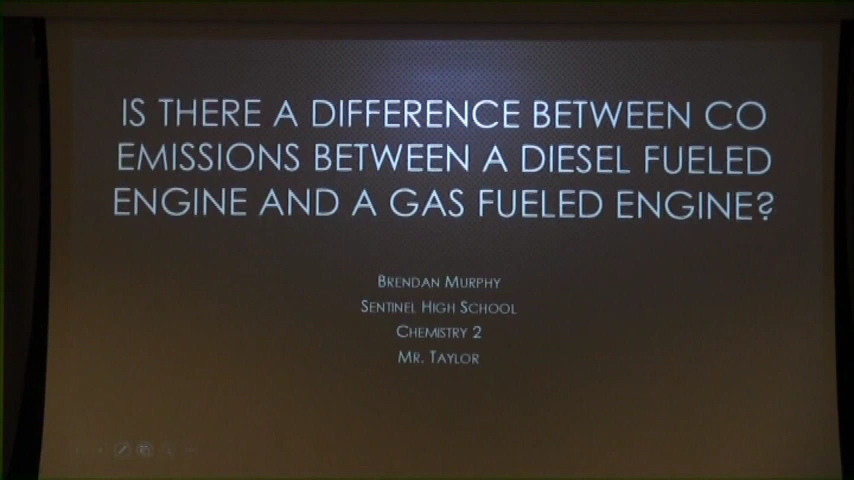 IS THERE A DIFFERENCE BETWEEN CO
EMISSIONS BETWEEN A DIESEL FUELED
ENGINE AND A GAS FUELED ENGINE?
BRENDAN MURPHY
SENTINEL HIGH SCHOOL
CHEMISTRY 2
MR. TAYLOR